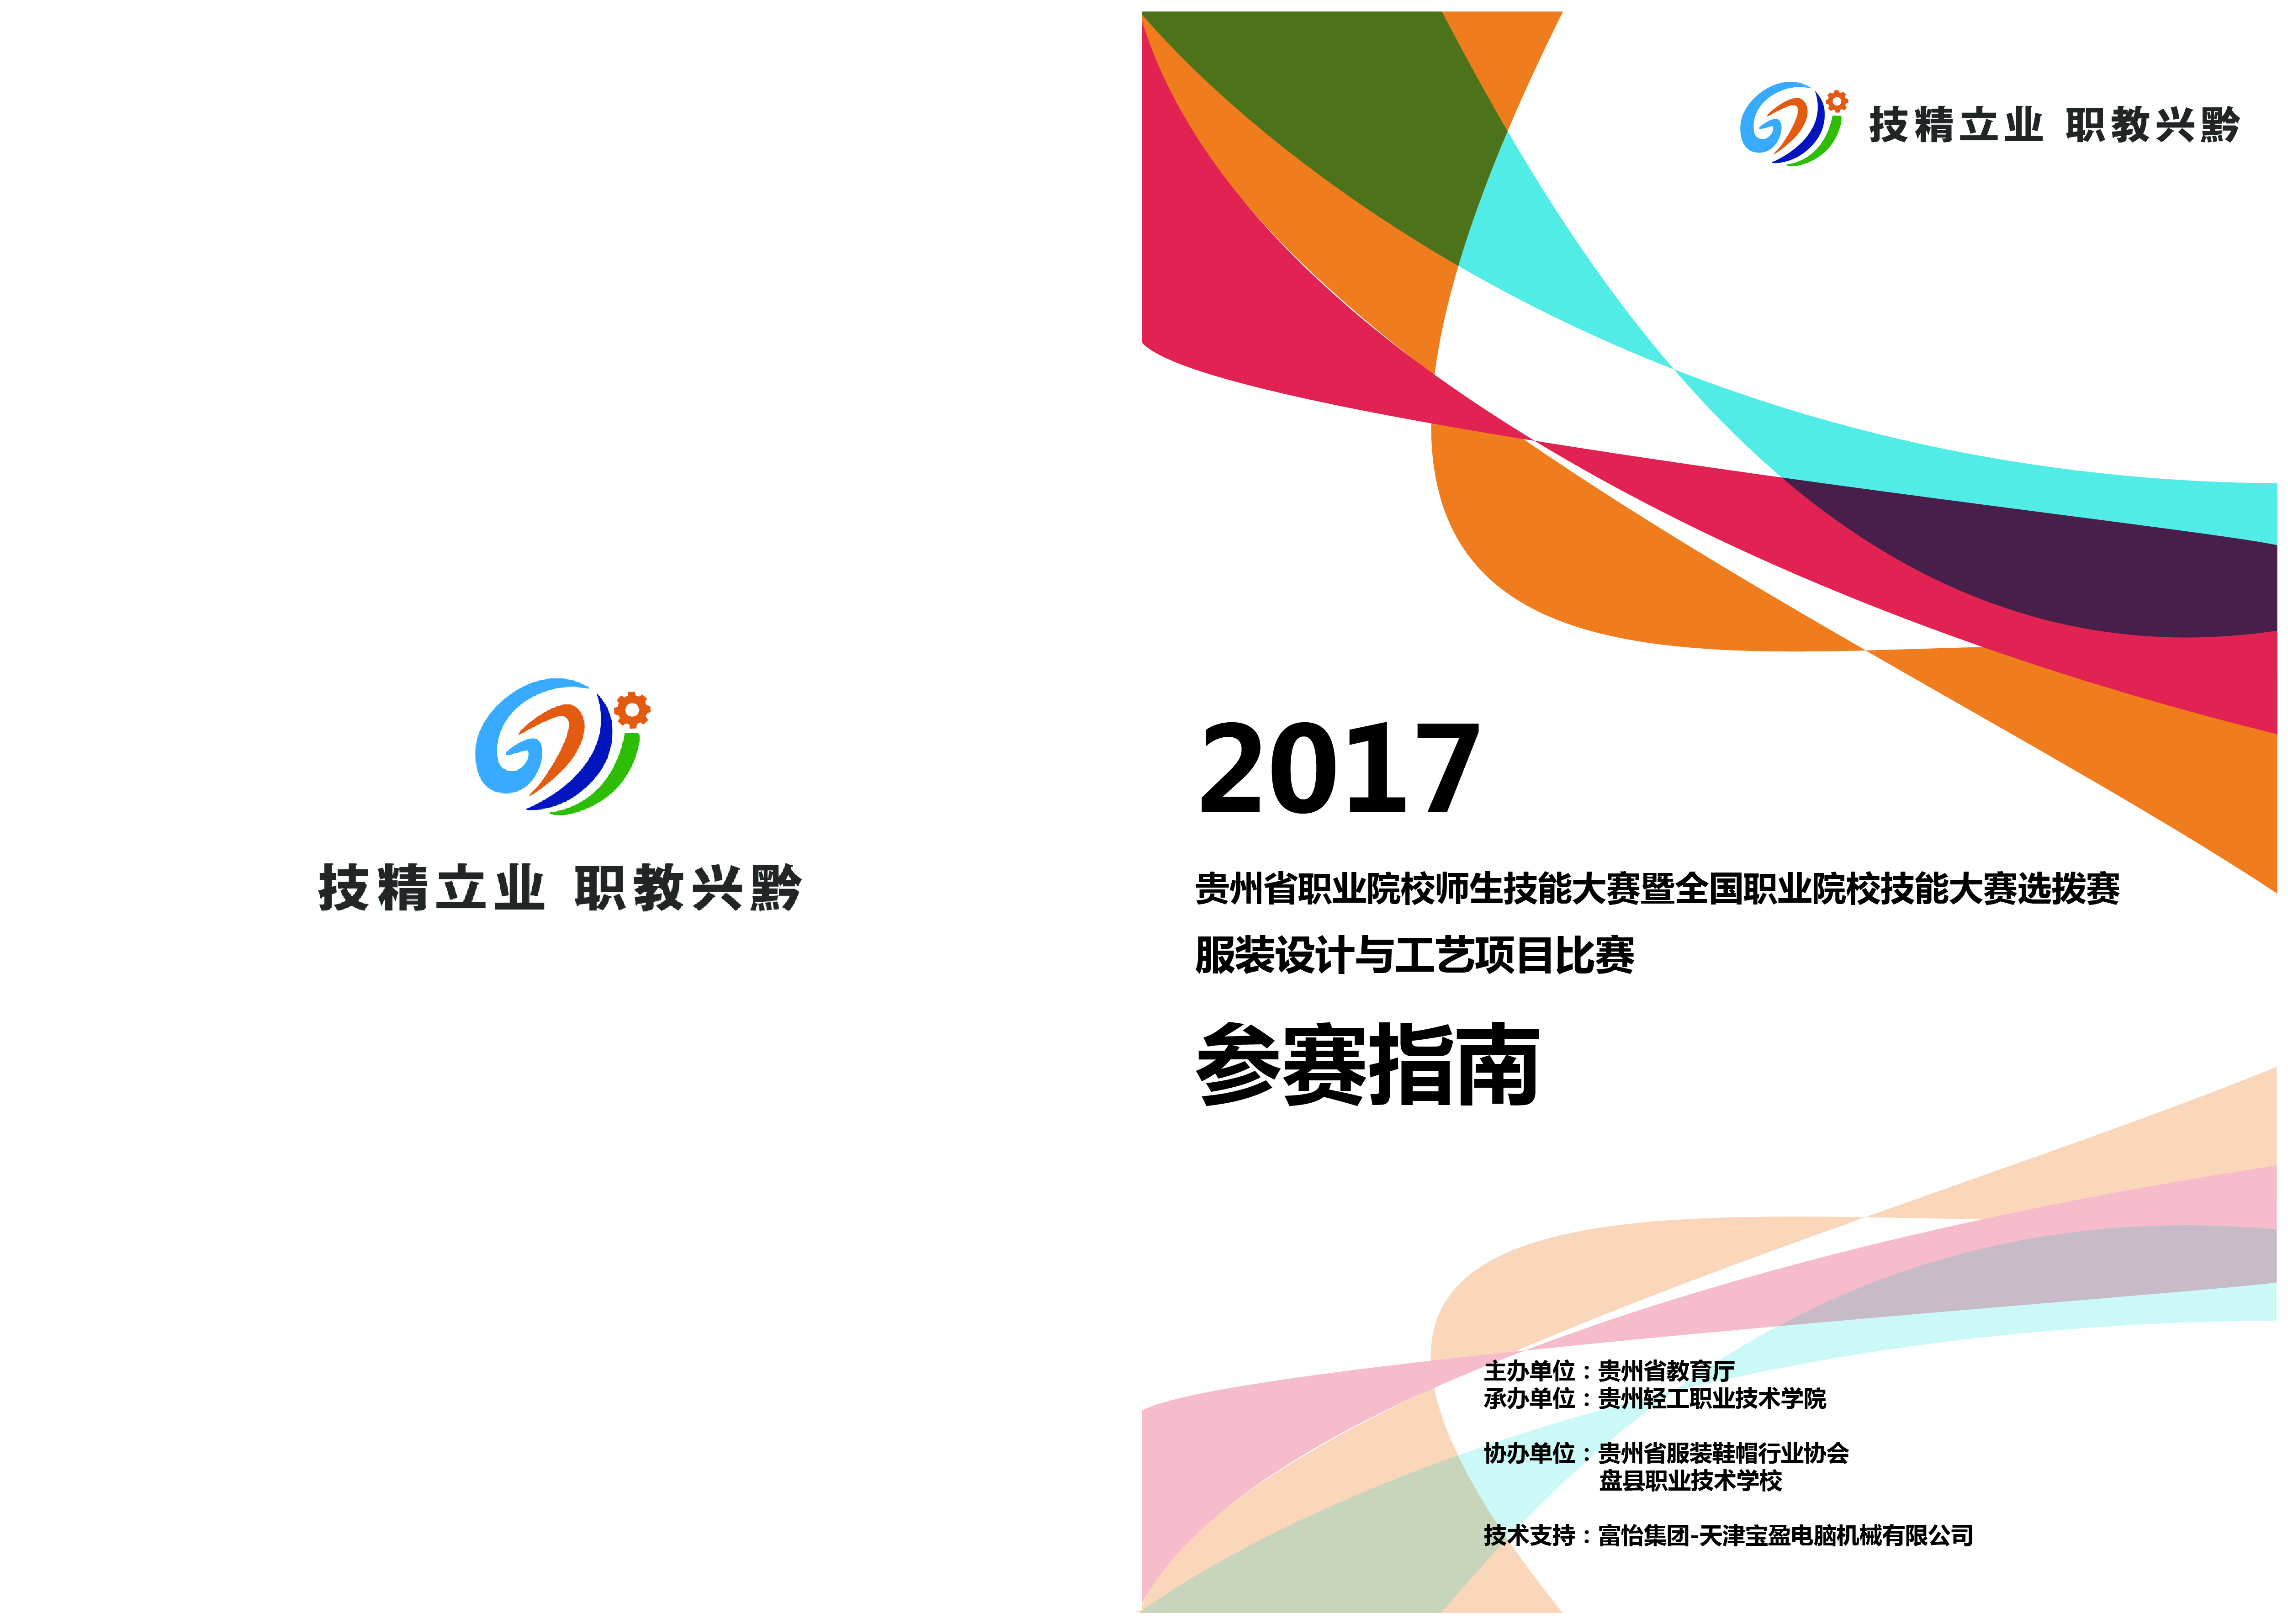 技精立业 职教兴黔
技精立业 职教兴黔
2017
贵州省职业院校师生技能大赛暨全国职业院校技能大赛选拔赛
服装设计与工艺项目比赛
参赛指南
主办单位：贵州省教育厅
承办单位：贵州轻工职业技术学院
协办单位：贵州省服装鞋帽行业协会
盘县职业技术学校
技术支持：富怡集团-天津宝盈电脑机械有限公司